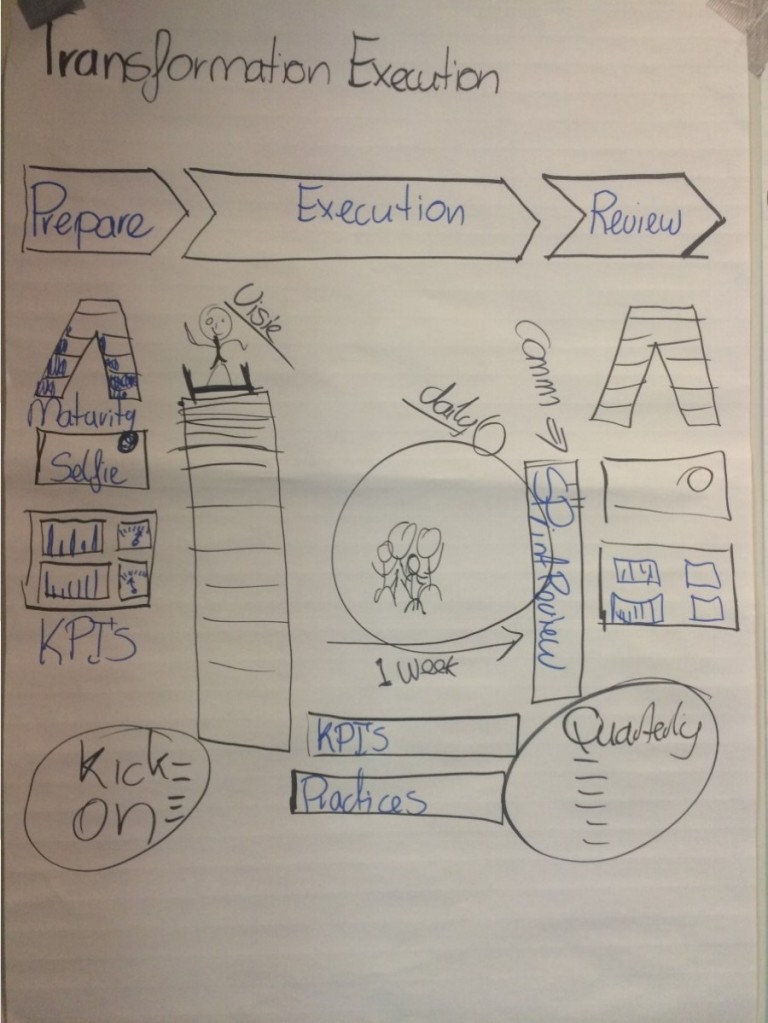 Transformation Execution
Prepare
Execution
Review
Visie
Maturity
Selfie
KPI's
daily
Comm
Sprint Review
1 Week
KPI's
Practices
Kick
On
Quarterly